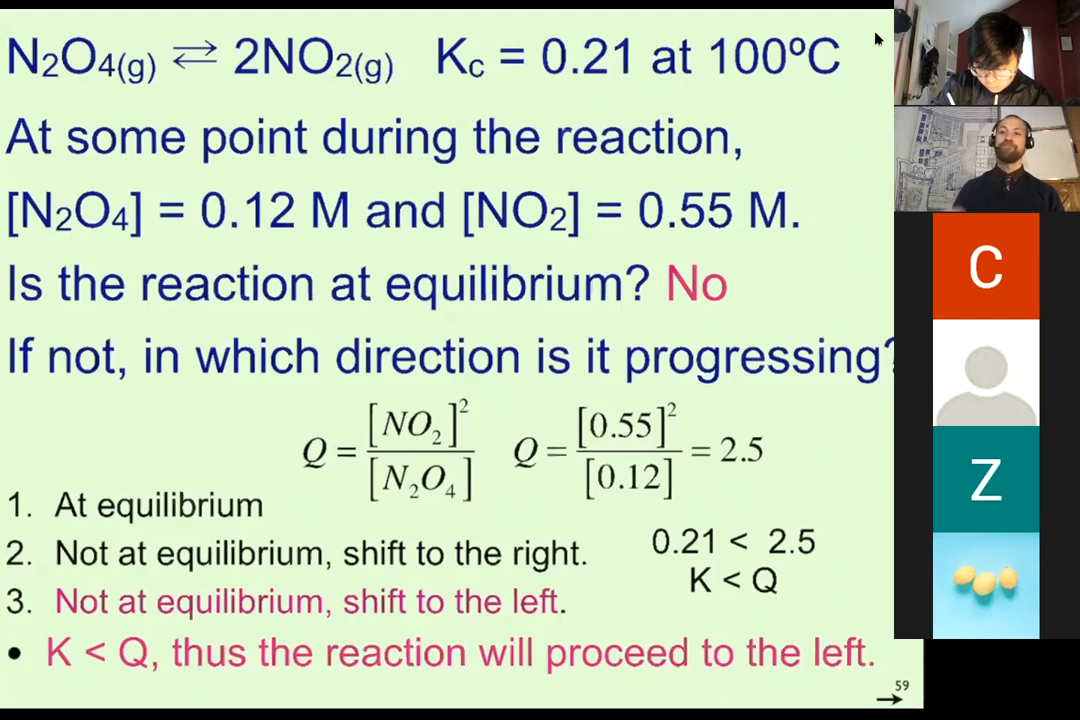 N₂O₄(g) ⇄ 2NO₂(g) Kc = 0.21 at 100ºC
At some point during the reaction,
[N₂O₄] = 0.12 M and [NO₂] = 0.55 M.
Is the reaction at equilibrium? No
If not, in which direction is it progressing?
Q = [NO₂]² / [N₂O₄] Q = [0.55]² / [0.12] = 2.5
1. At equilibrium
2. Not at equilibrium, shift to the right.
3. Not at equilibrium, shift to the left.
0.21 < 2.5
K < Q
• K < Q, thus the reaction will proceed to the left.
59
C
Z